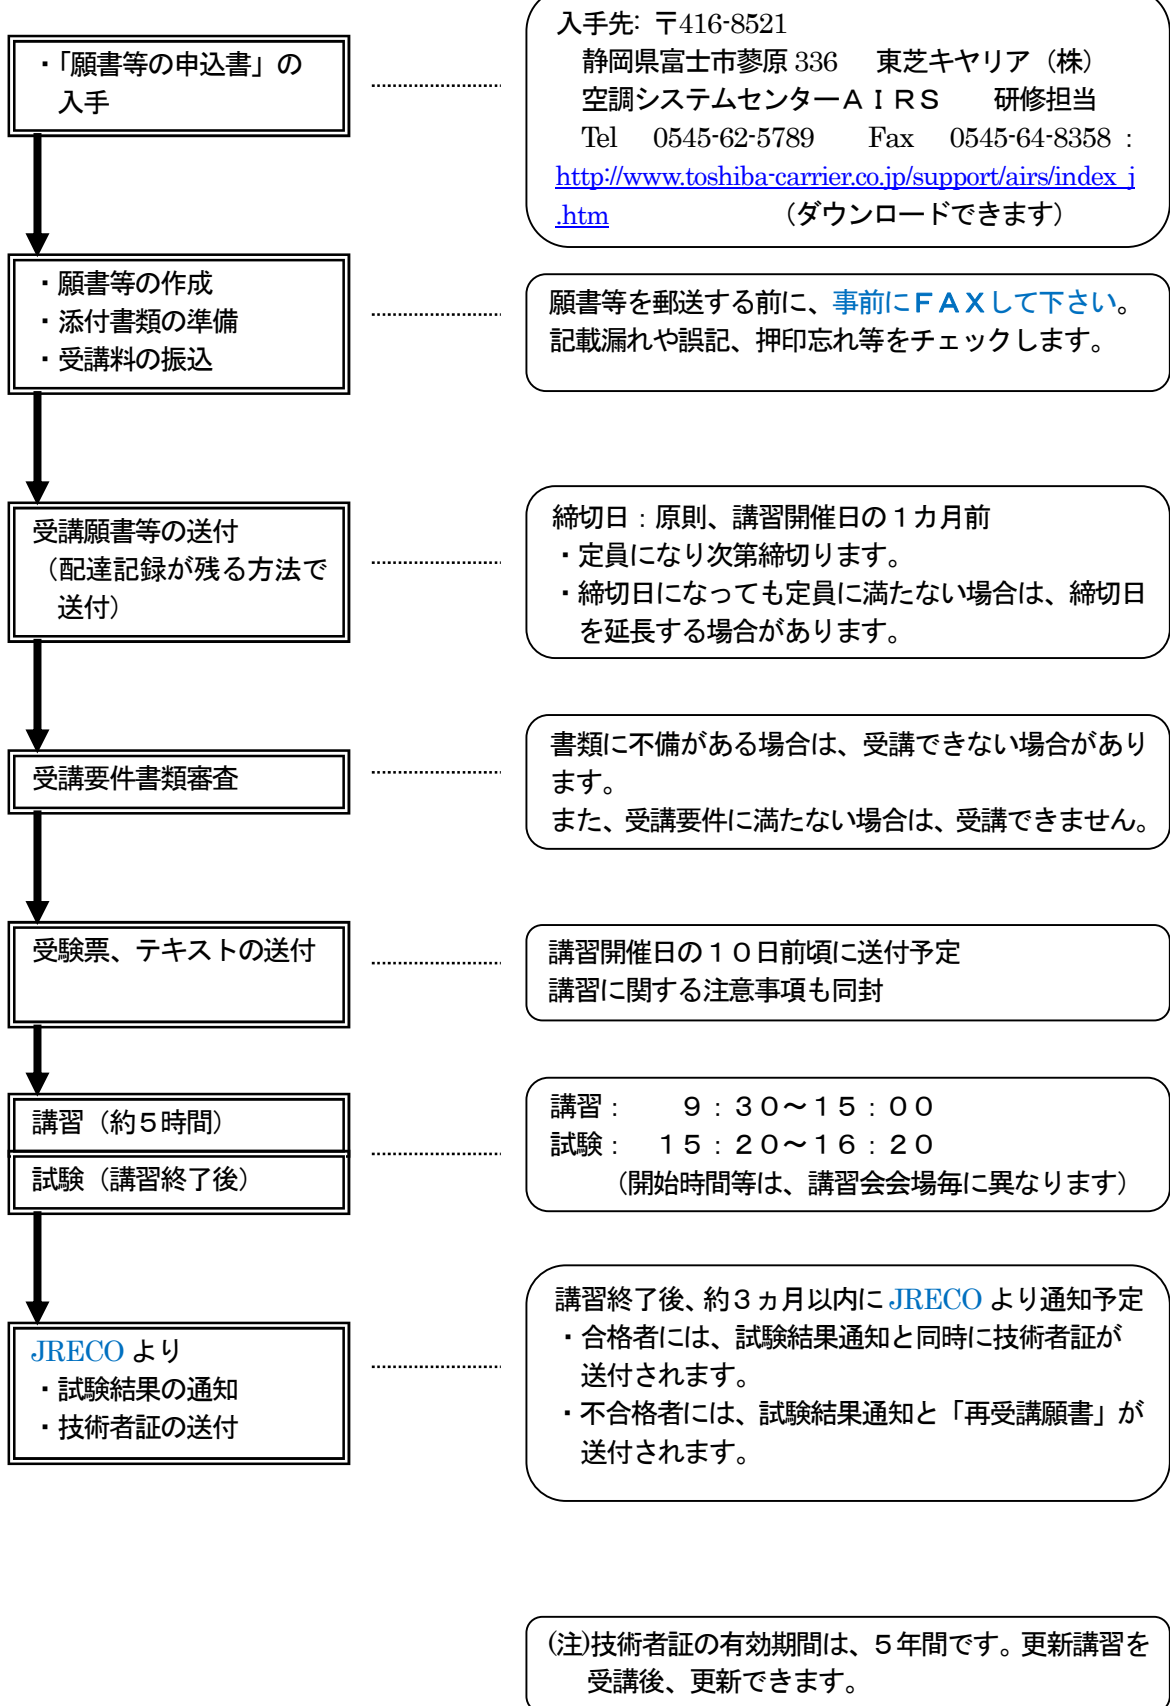 ・「願書等の申込書」の
入手
入手先: 〒416-8521
静岡県富士市蓼原 336　東芝キヤリア（株）
空調システムセンターＡＩＲＳ　研修担当
Tel　0545-62-5789　Fax　0545-64-8358：
http://www.toshiba-carrier.co.jp/support/airs/index_j
.htm　（ダウンロードできます）
・願書等の作成
・添付書類の準備
・受講料の振込
願書等を郵送する前に、事前にＦＡＸして下さい。
記載漏れや誤記、押印忘れ等をチェックします。
受講願書等の送付
（配達記録が残る方法で
送付）
締切日：原則、講習開催日の１カ月前
・定員になり次第締切ります。
・締切日になっても定員に満たない場合は、締切日
を延長する場合があります。
受講要件書類審査
書類に不備がある場合は、受講できない場合があり
ます。
また、受講要件に満たない場合は、受講できません。
受験票、テキストの送付
講習開催日の１０日前頃に送付予定
講習に関する注意事項も同封
講習（約５時間）
試験（講習終了後）
講習：　９：３０～１５：００
試験：　１５：２０～１６：２０
（開始時間等は、講習会会場毎に異なります）
JRECO より
・試験結果の通知
・技術者証の送付
講習終了後、約３ヵ月以内に JRECO より通知予定
・合格者には、試験結果通知と同時に技術者証が
送付されます。
・不合格者には、試験結果通知と「再受講願書」が
送付されます。
(注)技術者証の有効期間は、５年間です。更新講習を
受講後、更新できます。